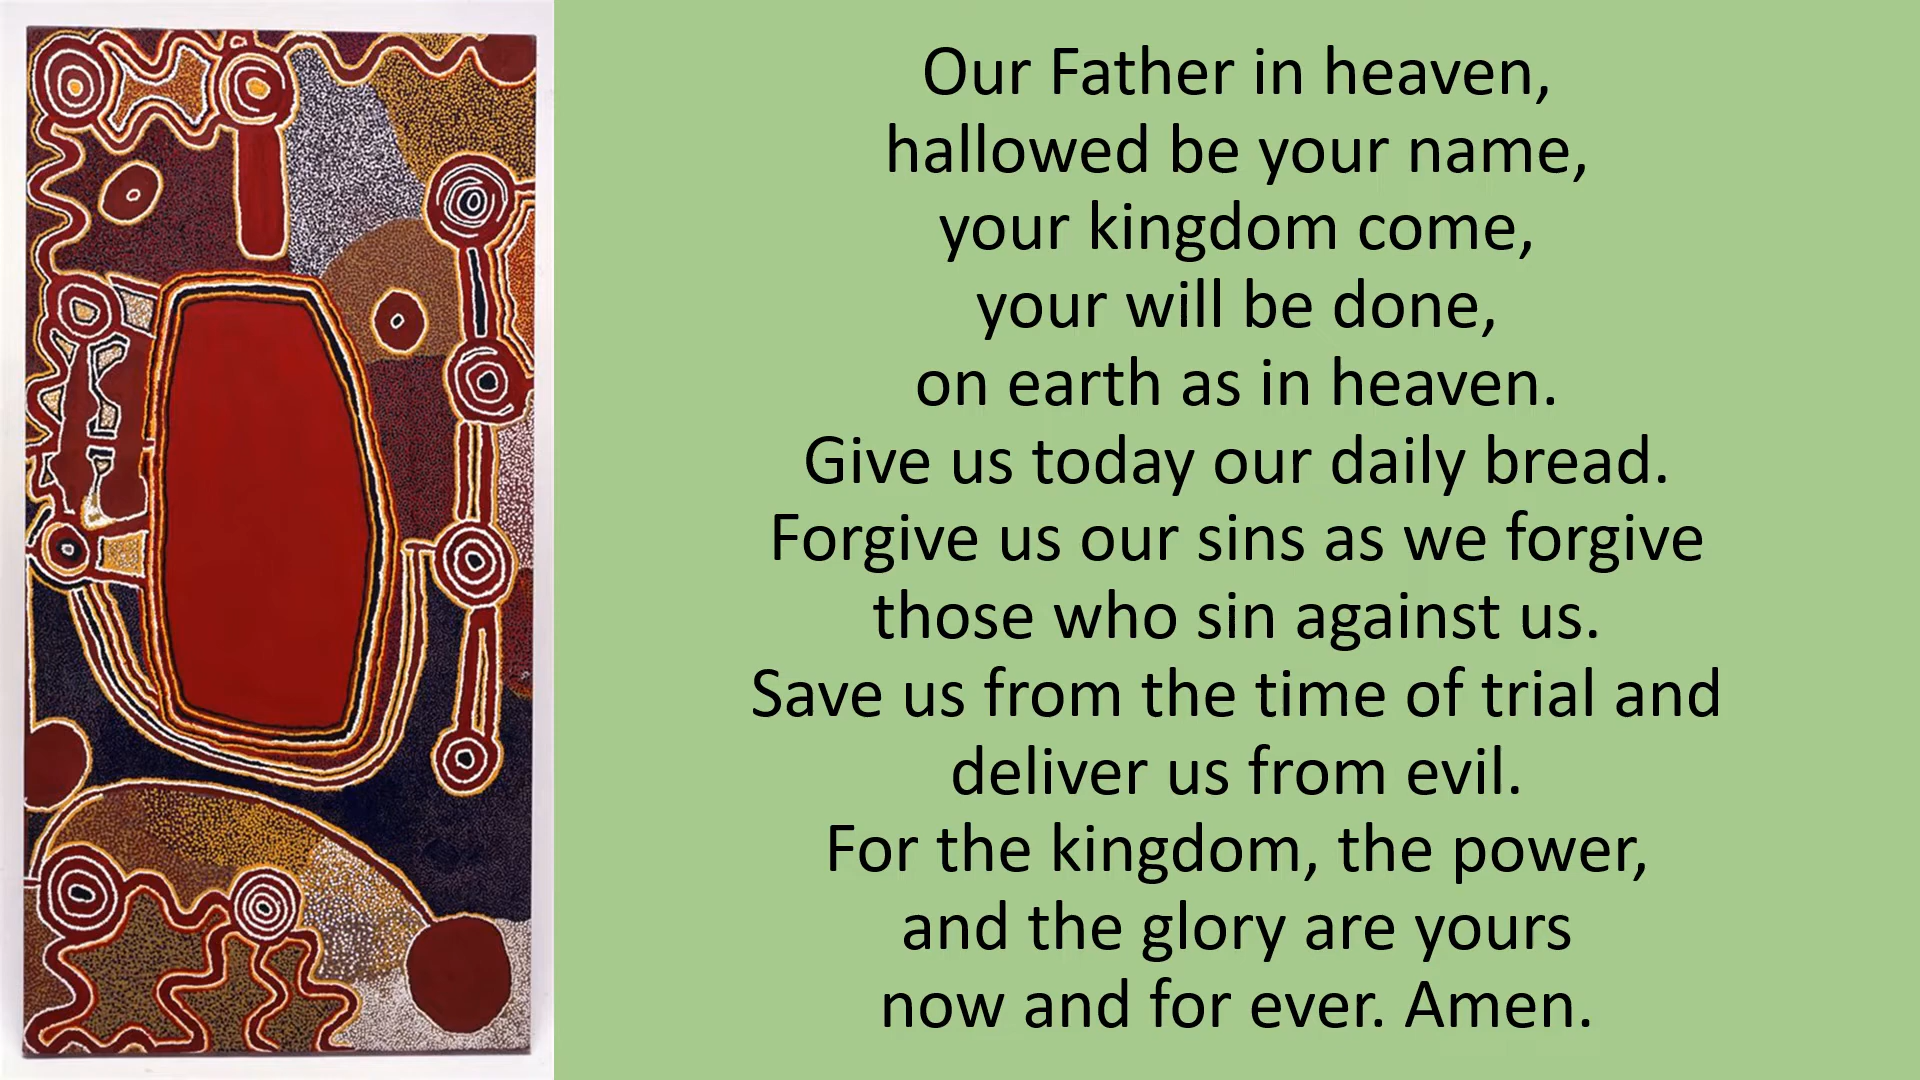 Our Father in heaven,
hallowed be your name,
your kingdom come,
your will be done,
on earth as in heaven.
Give us today our daily bread.
Forgive us our sins as we forgive
those who sin against us.
Save us from the time of trial and
deliver us from evil.
For the kingdom, the power,
and the glory are yours
now and for ever. Amen.